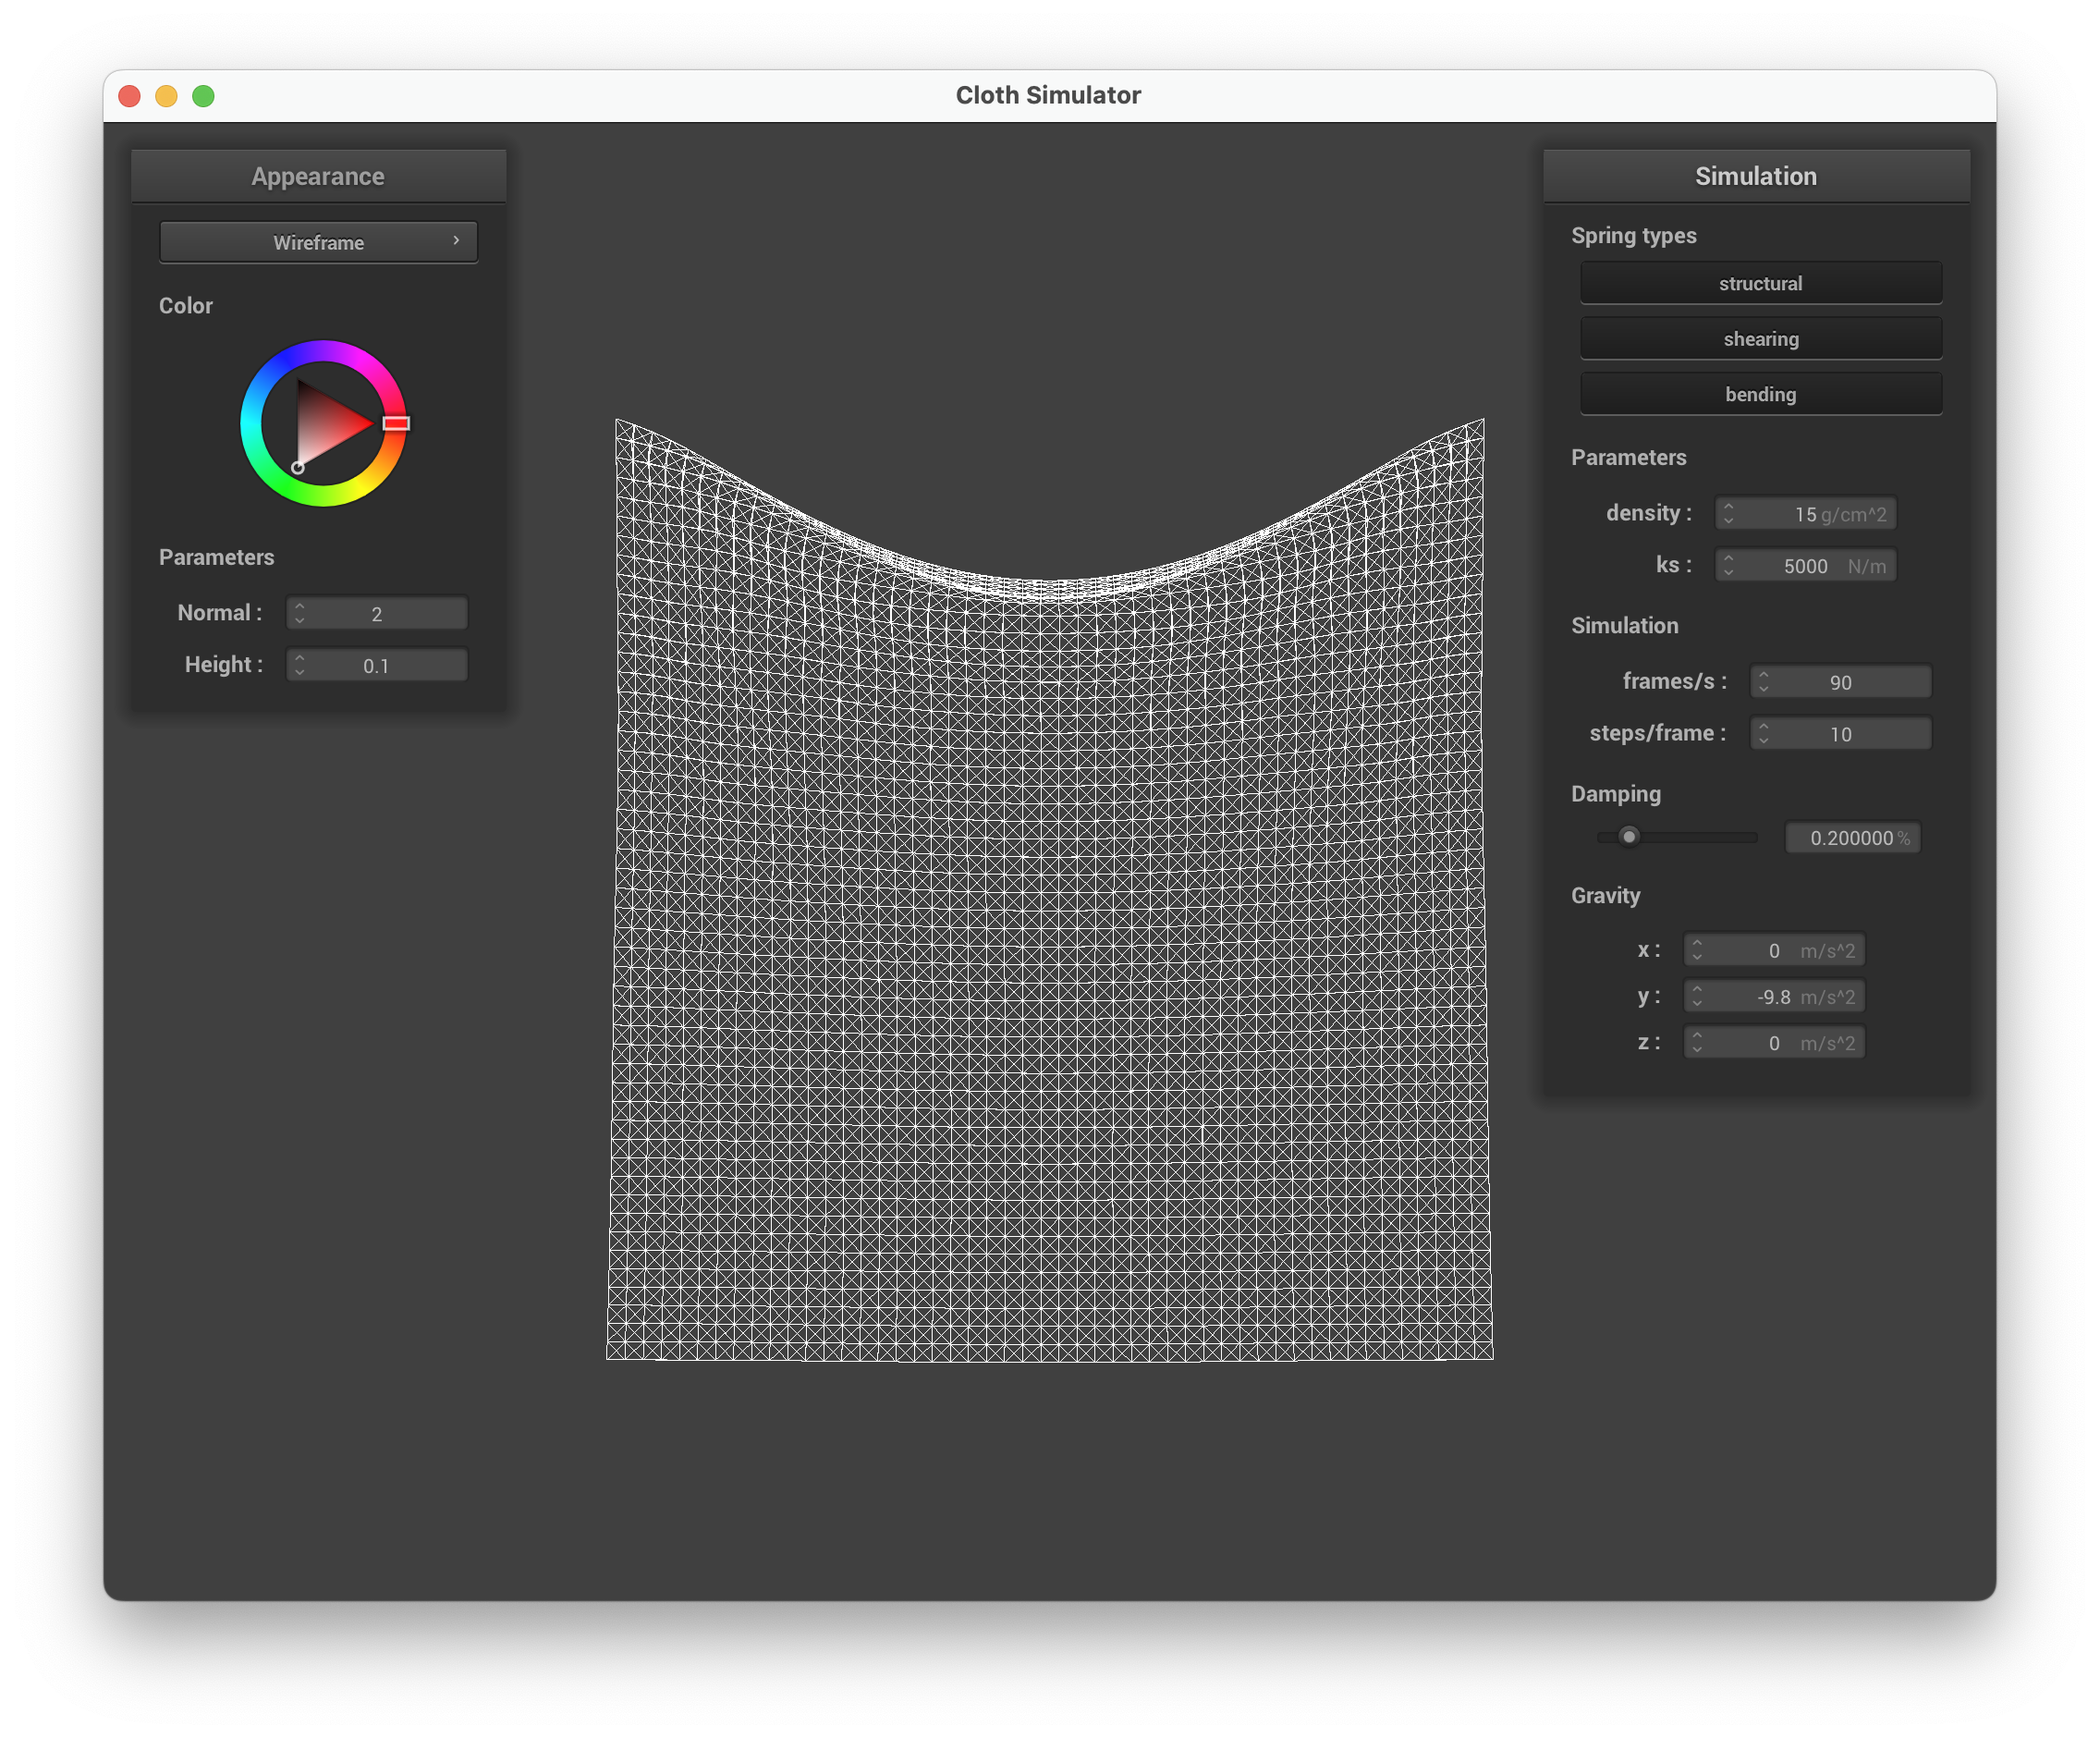 Cloth Simulator
Appearance
Wireframe
Color
Parameters
Normal : 2
Height : 0.1
Simulation
Spring types
structural
shearing
bending
Parameters
density : 15 g/cm^2
ks : 5000 N/m
Simulation
frames/s : 90
steps/frame : 10
Damping
0.200000 %
Gravity
x : 0 m/s^2
y : -9.8 m/s^2
z : 0 m/s^2